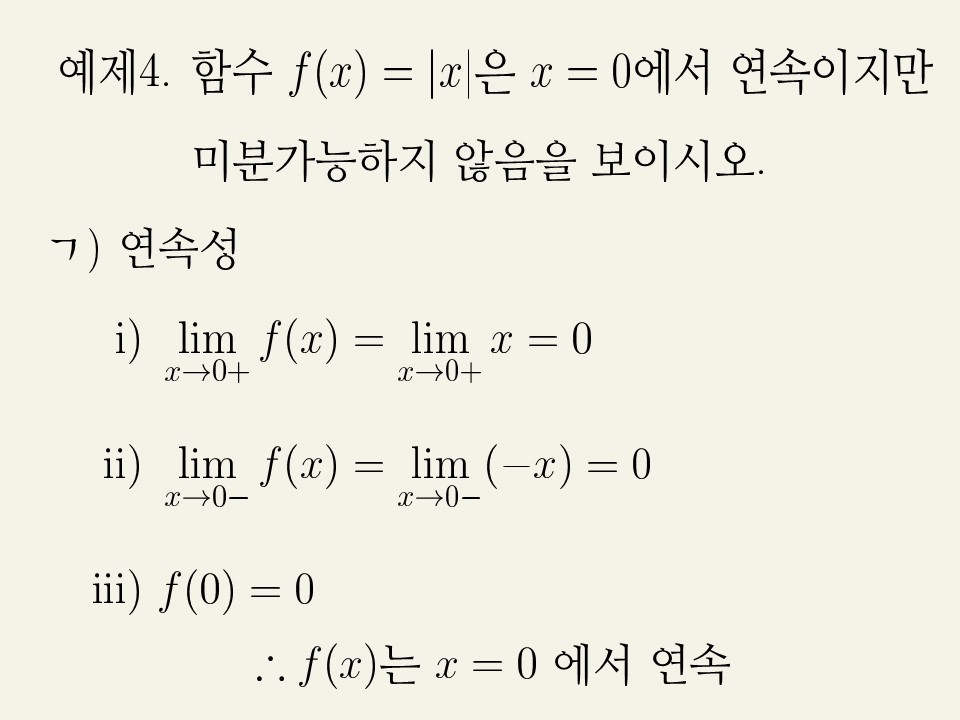 예제4. 함수 f(x) = |x|은 x = 0에서 연속이지만
미분가능하지 않음을 보이시오.
ㄱ) 연속성
i) lim_{x→0+} f(x) = lim_{x→0+} x = 0
ii) lim_{x→0−} f(x) = lim_{x→0−} (−x) = 0
iii) f(0) = 0
∴ f(x)는 x = 0 에서 연속